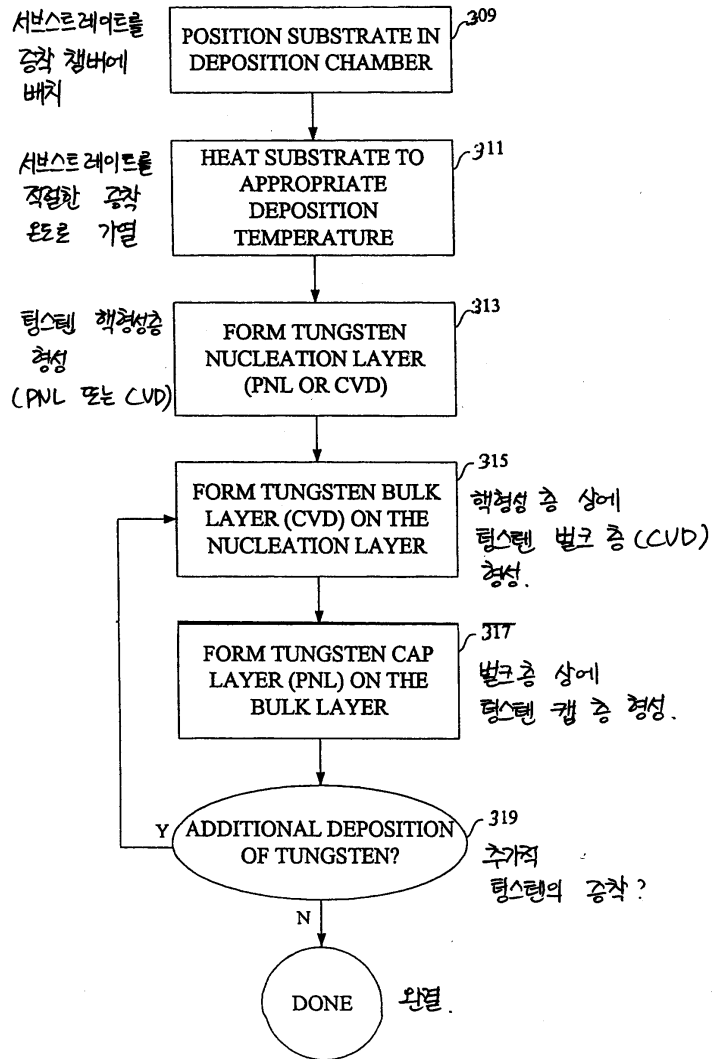 서브스트레이트를
증착 챔버에
배치
309
POSITION SUBSTRATE IN
DEPOSITION CHAMBER
서브스트레이트를
적절한 증착
온도로 가열
311
HEAT SUBSTRATE TO
APPROPRIATE
DEPOSITION
TEMPERATURE
텅스텐 핵형성층
형성
(PNL 또는 CVD)
313
FORM TUNGSTEN
NUCLEATION LAYER
(PNL OR CVD)
315
FORM TUNGSTEN BULK
LAYER (CVD) ON THE
NUCLEATION LAYER
핵형성 층 상에
텅스텐 벌크 층 (CVD)
형성.
317
FORM TUNGSTEN CAP
LAYER (PNL) ON THE
BULK LAYER
벌크층 상에
텅스텐 캡 층 형성.
319
Y
ADDITIONAL DEPOSITION
OF TUNGSTEN?
추가적
텅스텐의 증착?
N
DONE
완결.